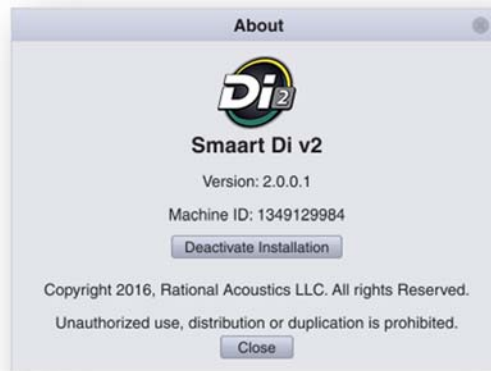 About
Di2
Smaart Di v2
Version: 2.0.0.1
Machine ID: 1349129984
Deactivate Installation
Copyright 2016, Rational Acoustics LLC. All rights Reserved.
Unauthorized use, distribution or duplication is prohibited.
Close